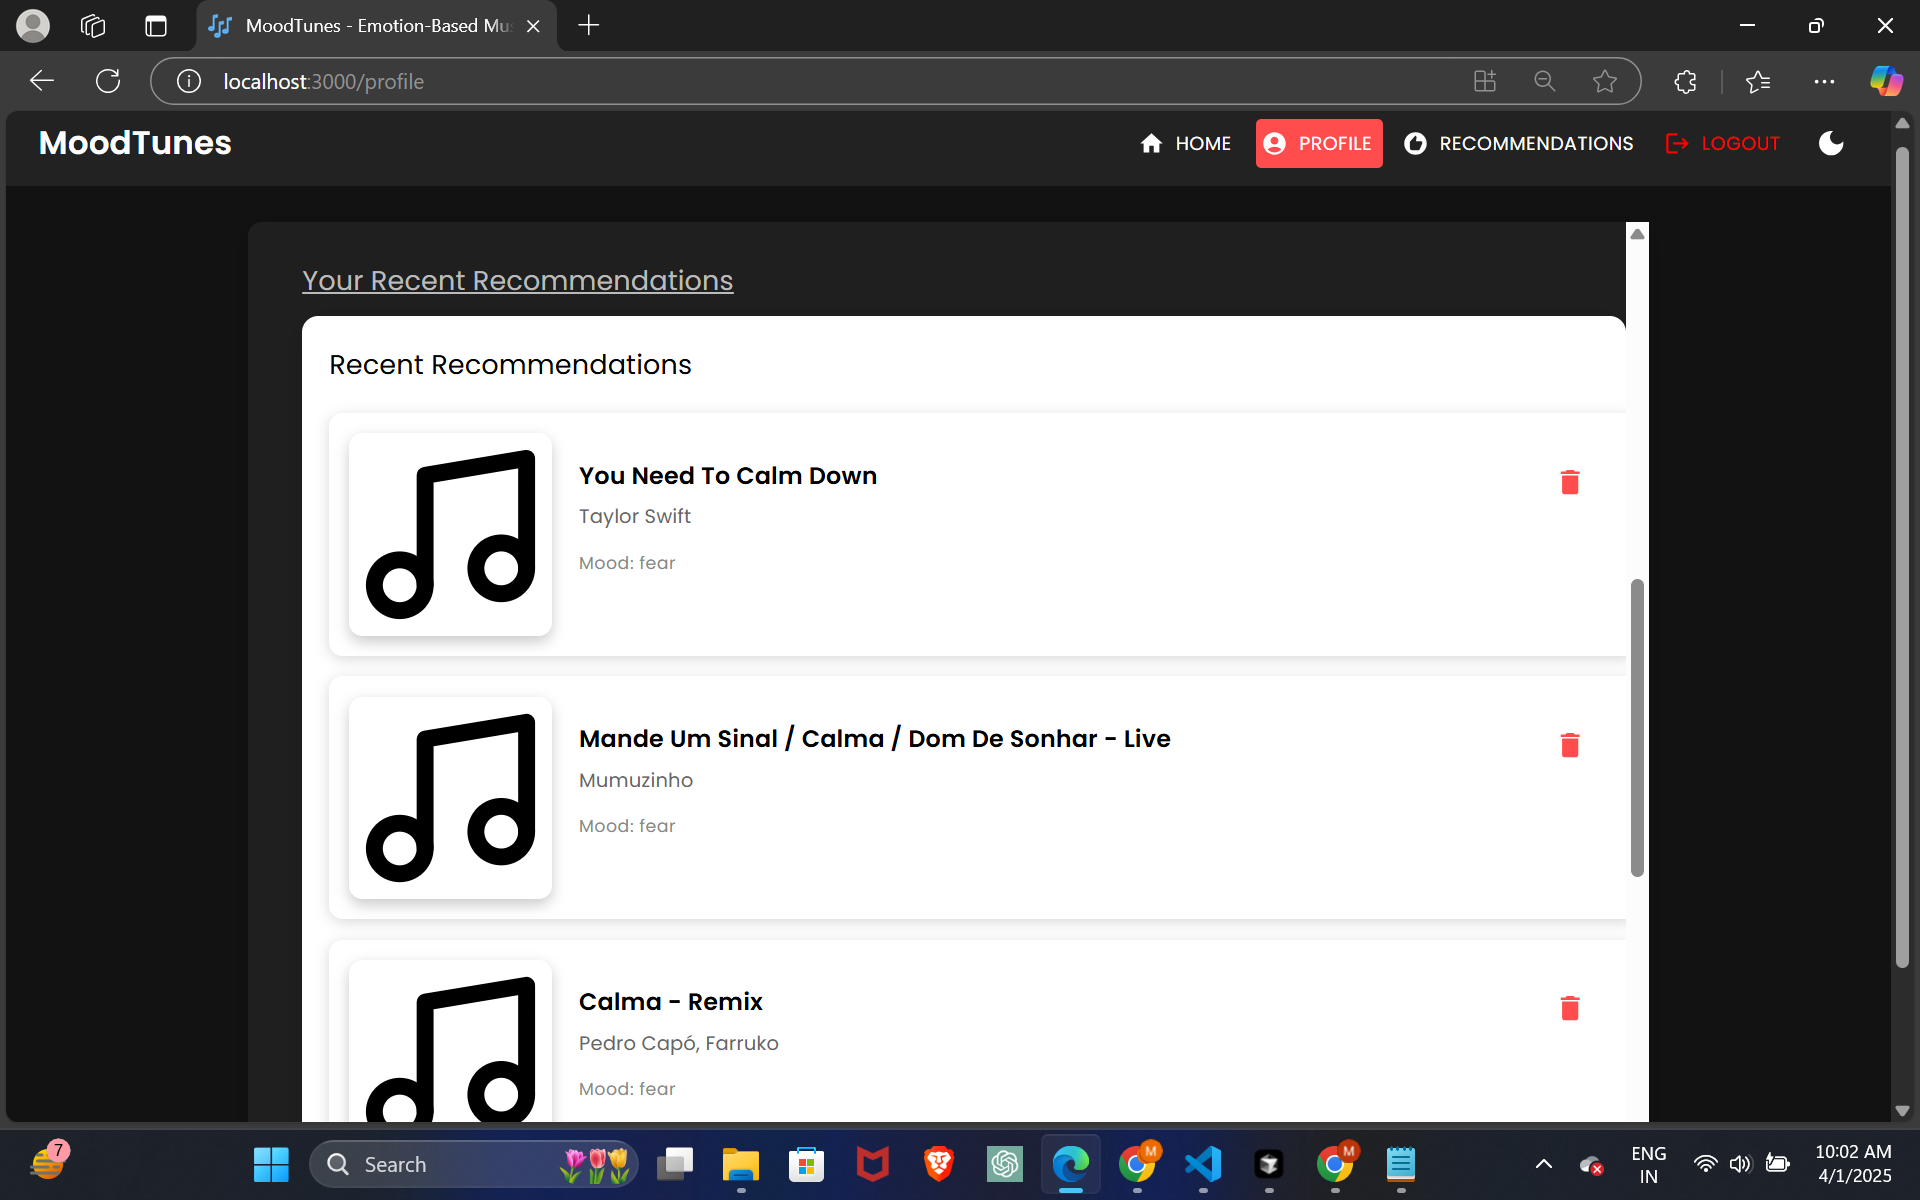 MoodTunes - Emotion-Based Mus
localhost:3000/profile
MoodTunes
HOME
PROFILE
RECOMMENDATIONS
LOGOUT
Your Recent Recommendations
Recent Recommendations
You Need To Calm Down
Taylor Swift
Mood: fear
Mande Um Sinal / Calma / Dom De Sonhar - Live
Mumuzinho
Mood: fear
Calma - Remix
Pedro Capó, Farruko
Mood: fear
7
Search
M
M
ENG
IN
10:02 AM
4/1/2025